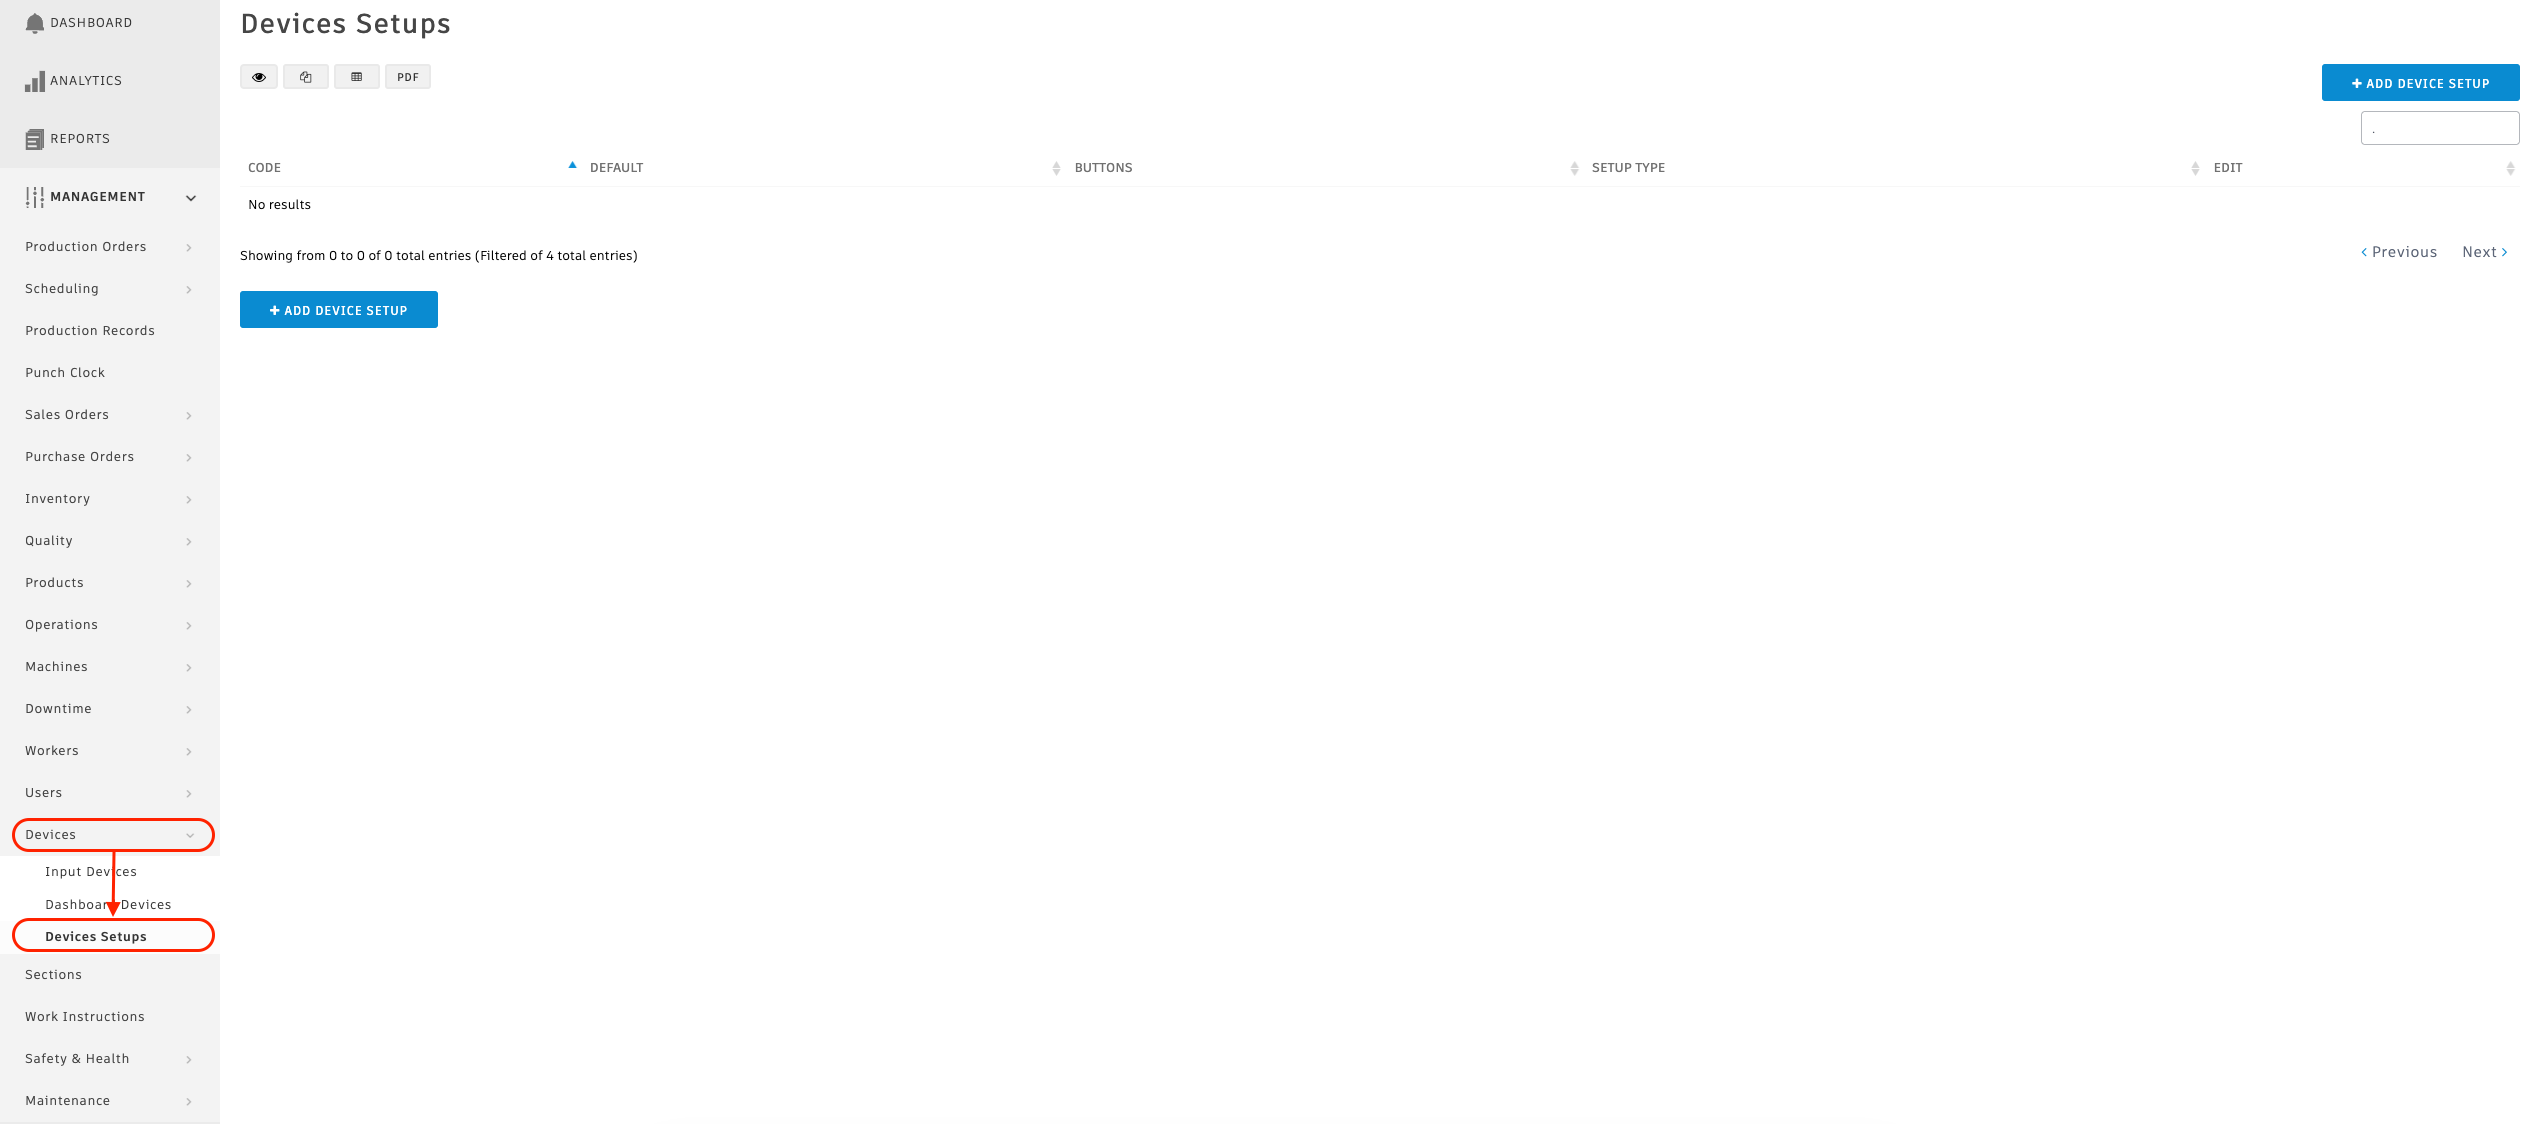 DASHBOARD
ANALYTICS
REPORTS
MANAGEMENT
Production Orders
Scheduling
Production Records
Punch Clock
Sales Orders
Purchase Orders
Inventory
Quality
Products
Operations
Machines
Downtime
Workers
Users
Devices
Input Devices
Dashboard Devices
Devices Setups
Sections
Work Instructions
Safety & Health
Maintenance
Devices Setups
PDF
+ ADD DEVICE SETUP
.
CODE DEFAULT BUTTONS SETUP TYPE EDIT
No results
Showing from 0 to 0 of 0 total entries (Filtered of 4 total entries)
‹ Previous Next ›
+ ADD DEVICE SETUP